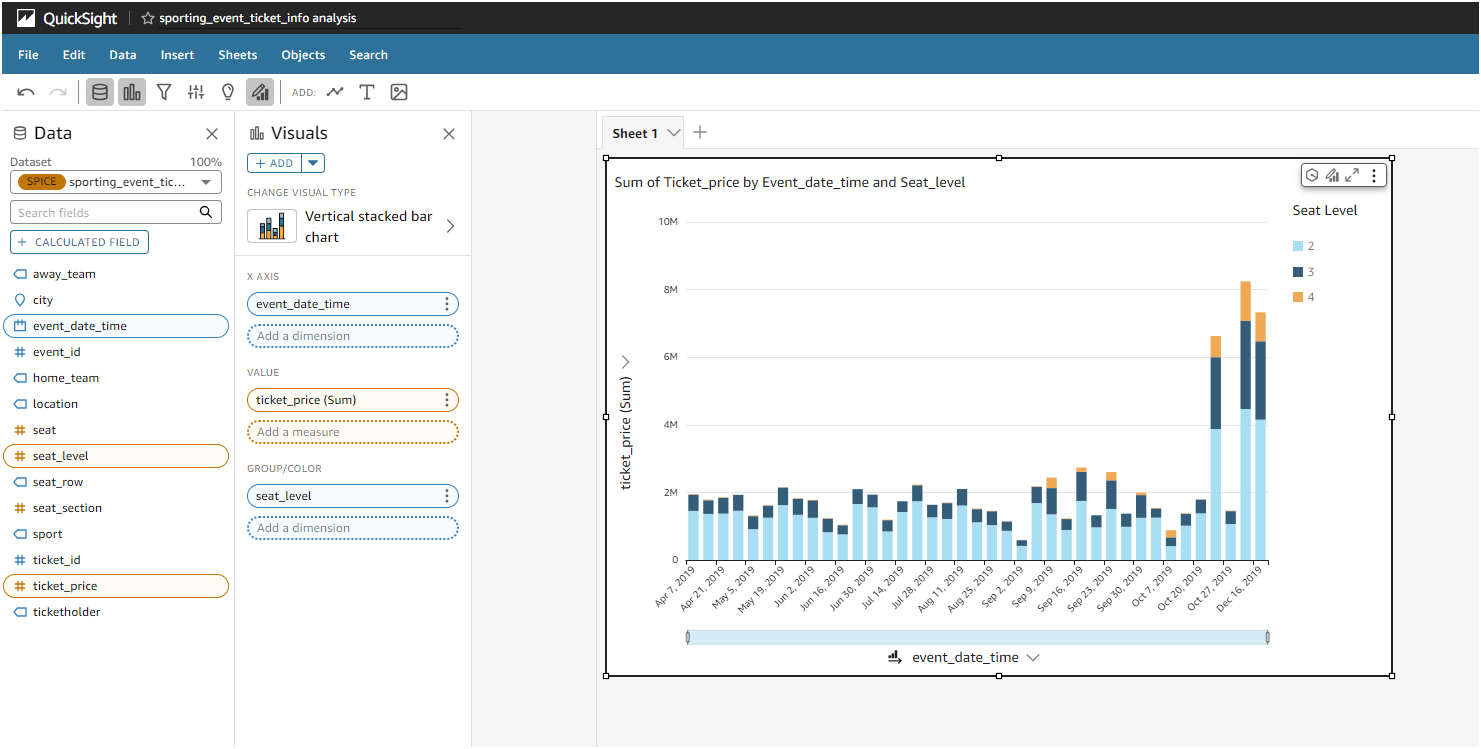 QuickSight
sporting_event_ticket_info analysis
File Edit Data Insert Sheets Objects Search
ADD:
Data
Dataset 100%
SPICE sporting_event_tic...
Search fields
+ CALCULATED FIELD
away_team
city
event_date_time
event_id
home_team
location
seat
seat_level
seat_row
seat_section
sport
ticket_id
ticket_price
ticketholder
Visuals
+ ADD
CHANGE VISUAL TYPE
Vertical stacked bar
chart
X AXIS
event_date_time
Add a dimension
VALUE
ticket_price (Sum)
Add a measure
GROUP/COLOR
seat_level
Add a dimension
Sheet 1
Sum of Ticket_price by Event_date_time and Seat_level
ticket_price (Sum)
10M
8M
6M
4M
2M
0
Apr 7, 2019
Apr 21, 2019
May 5, 2019
May 19, 2019
Jun 2, 2019
Jun 16, 2019
Jun 30, 2019
Jul 14, 2019
Jul 28, 2019
Aug 11, 2019
Aug 25, 2019
Sep 2, 2019
Sep 9, 2019
Sep 16, 2019
Sep 23, 2019
Sep 30, 2019
Oct 7, 2019
Oct 20, 2019
Oct 27, 2019
Dec 16, 2019
event_date_time
Seat Level
2
3
4